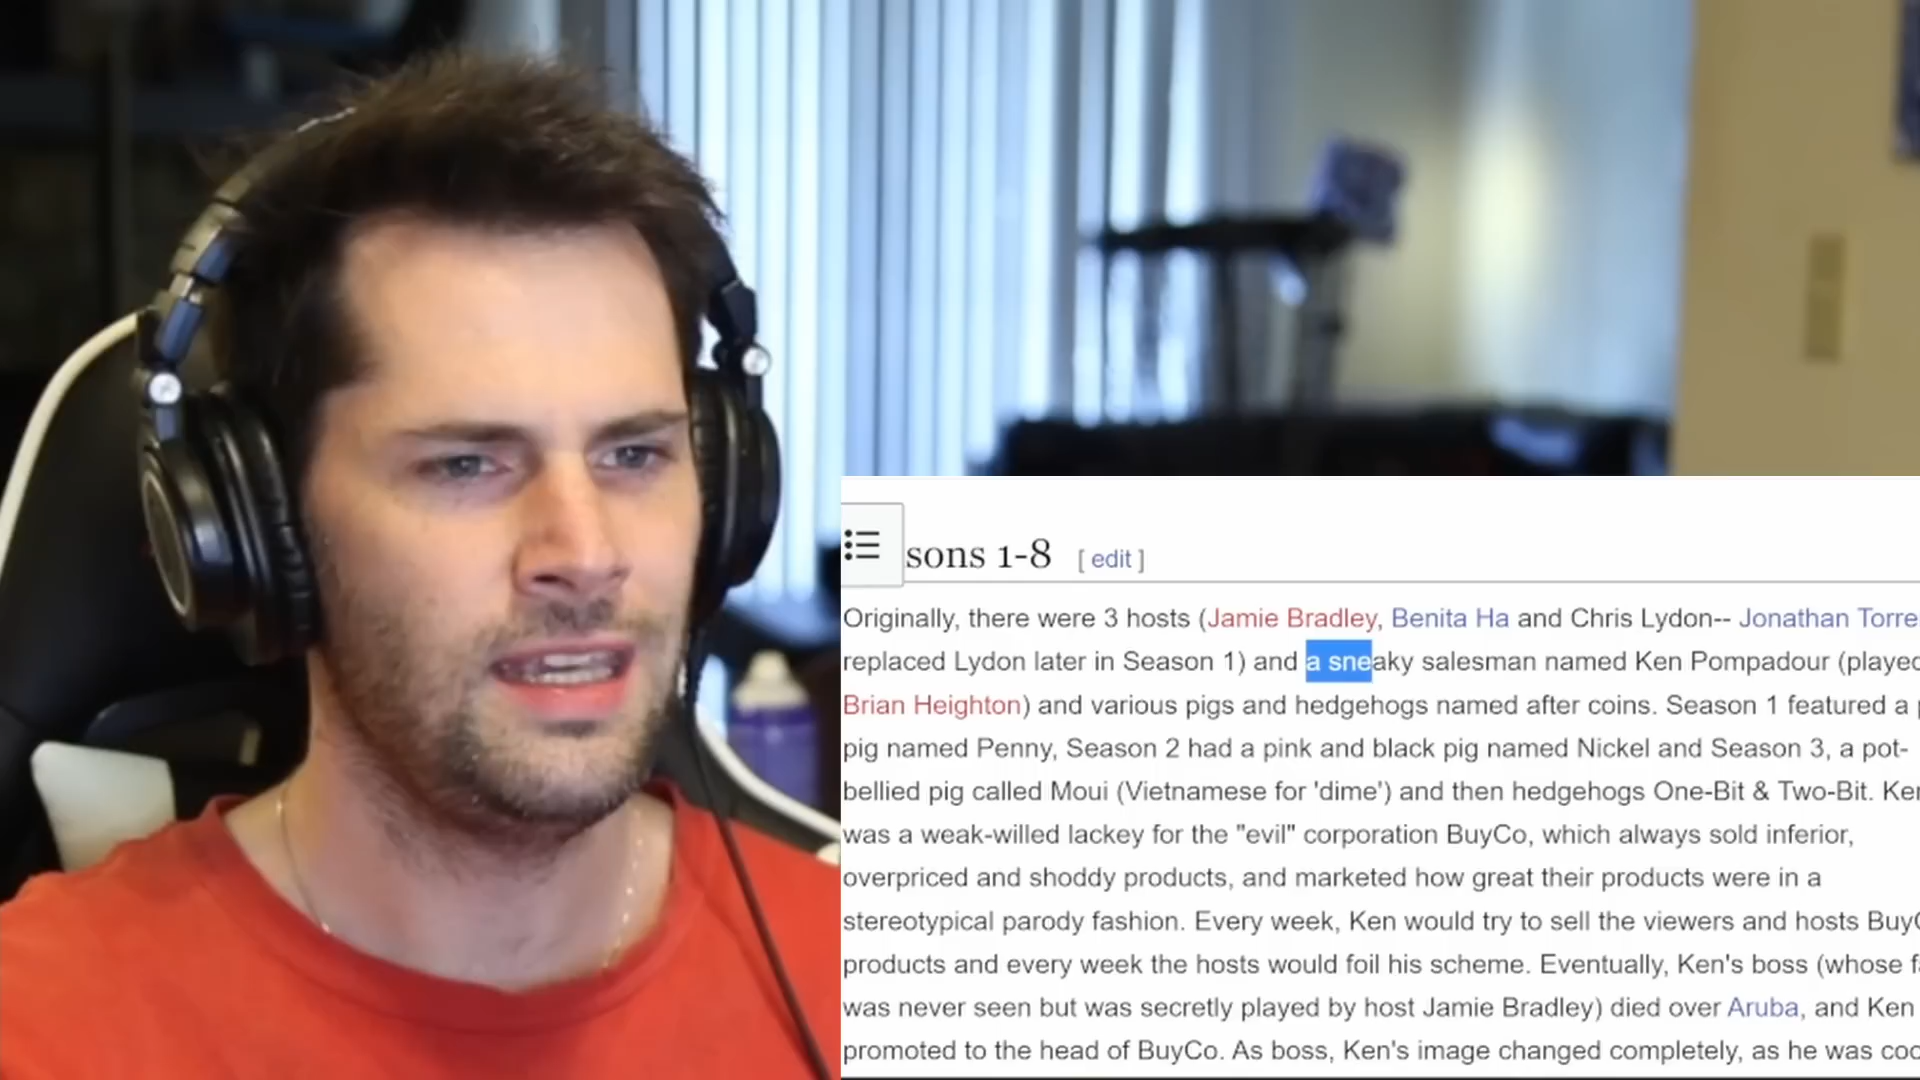 sons 1-8 [ edit ]
Originally, there were 3 hosts (Jamie Bradley, Benita Ha and Chris Lydon-- Jonathan Torre
replaced Lydon later in Season 1) and a sneaky salesman named Ken Pompadour (played
Brian Heighton) and various pigs and hedgehogs named after coins. Season 1 featured a p
pig named Penny, Season 2 had a pink and black pig named Nickel and Season 3, a pot-
bellied pig called Moui (Vietnamese for 'dime') and then hedgehogs One-Bit & Two-Bit. Ken
was a weak-willed lackey for the "evil" corporation BuyCo, which always sold inferior,
overpriced and shoddy products, and marketed how great their products were in a
stereotypical parody fashion. Every week, Ken would try to sell the viewers and hosts BuyC
products and every week the hosts would foil his scheme. Eventually, Ken's boss (whose fa
was never seen but was secretly played by host Jamie Bradley) died over Aruba, and Ken
promoted to the head of BuyCo. As boss, Ken's image changed completely, as he was coo